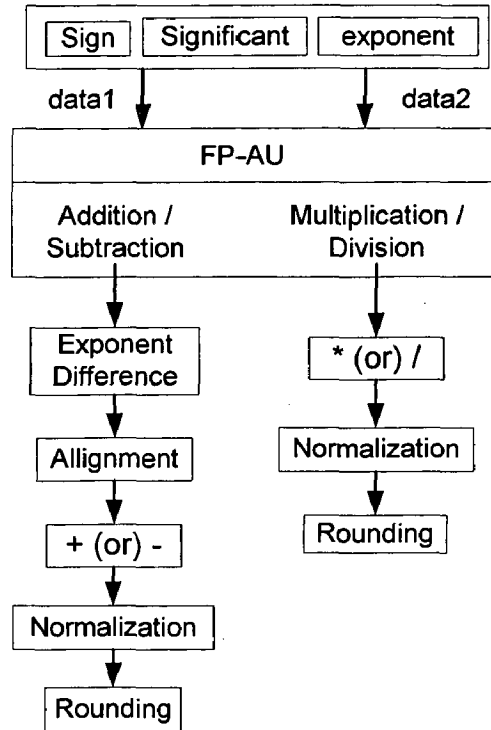 Sign Significant exponent
data1 data2
FP-AU
Addition /
Subtraction
Multiplication /
Division
Exponent
Difference
Allignment
+ (or) -
Normalization
Rounding
* (or) /
Normalization
Rounding